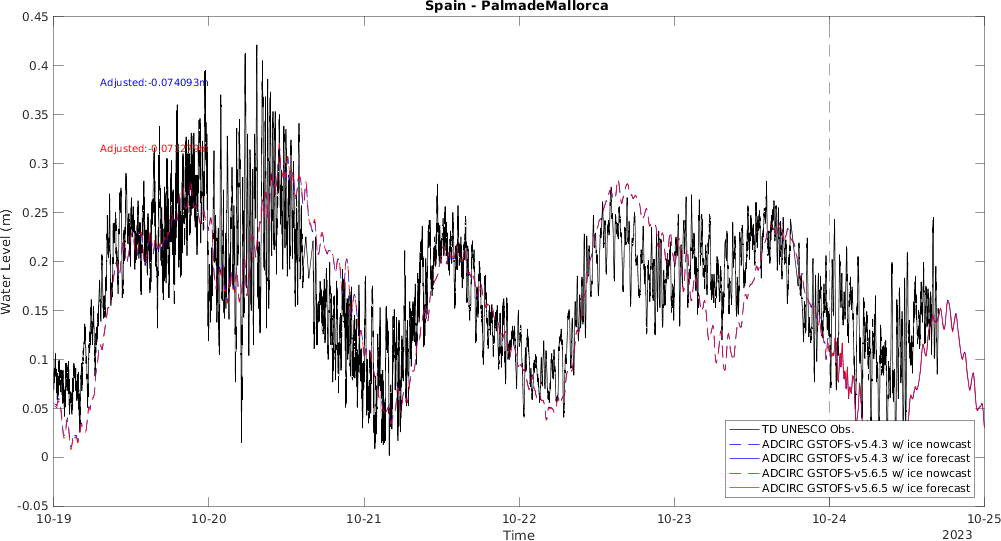 Spain - PalmadeMallorca
Water Level (m)
0.45
0.4
0.35
0.3
0.25
0.2
0.15
0.1
0.05
0
-0.05
Adjusted:-0.074093m
TD UNESCO Obs.
ADCIRC GSTOFS-v5.4.3 w/ ice nowcast
ADCIRC GSTOFS-v5.4.3 w/ ice forecast
ADCIRC GSTOFS-v5.6.5 w/ ice nowcast
ADCIRC GSTOFS-v5.6.5 w/ ice forecast
10-19 10-20 10-21 10-22 10-23 10-24 10-25
Time
2023